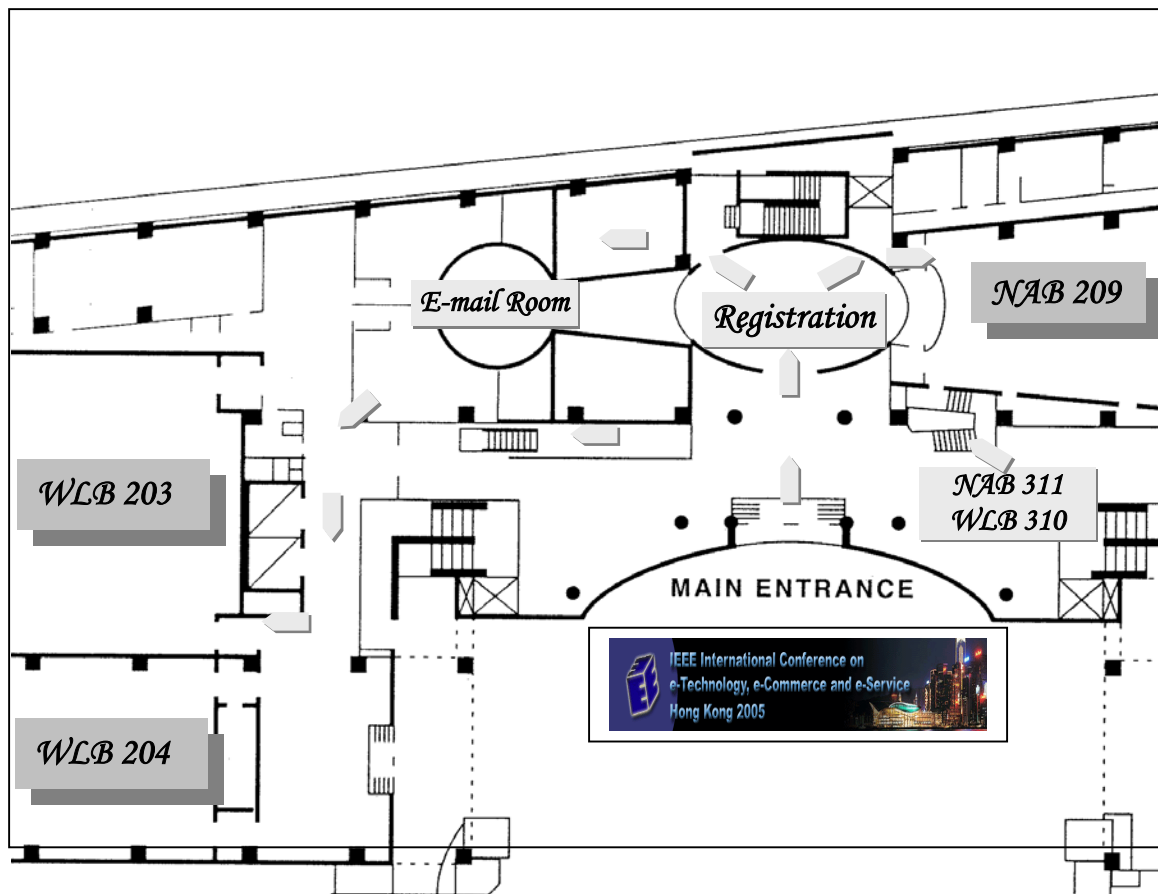 E-mail Room
Registration
NAB 209
WLB 203
NAB 311
WLB 310
MAIN ENTRANCE
IEEE International Conference on
e-Technology, e-Commerce and e-Service
Hong Kong 2005
WLB 204